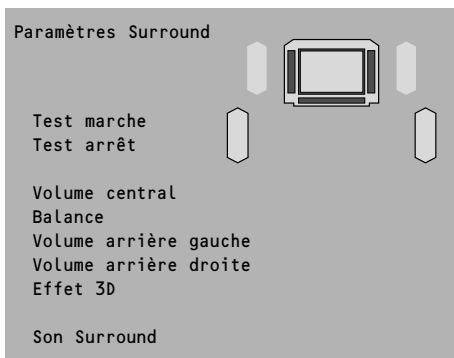 Paramètres Surround
Test marche
Test arrêt
Volume central
Balance
Volume arrière gauche
Volume arrière droite
Effet 3D
Son Surround